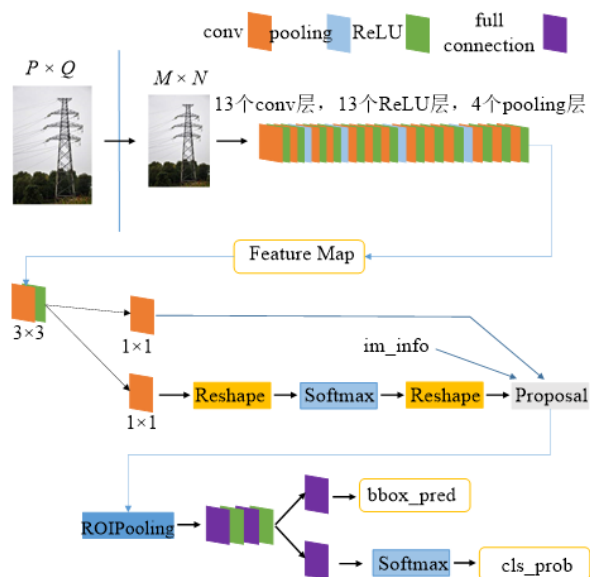 conv pooling ReLU full connection
P × Q
M × N
13个conv层，13个ReLU层，4个pooling层
Feature Map
3×3
1×1
im_info
1×1
Reshape
Softmax
Reshape
Proposal
ROIPooling
bbox_pred
Softmax
cls_prob